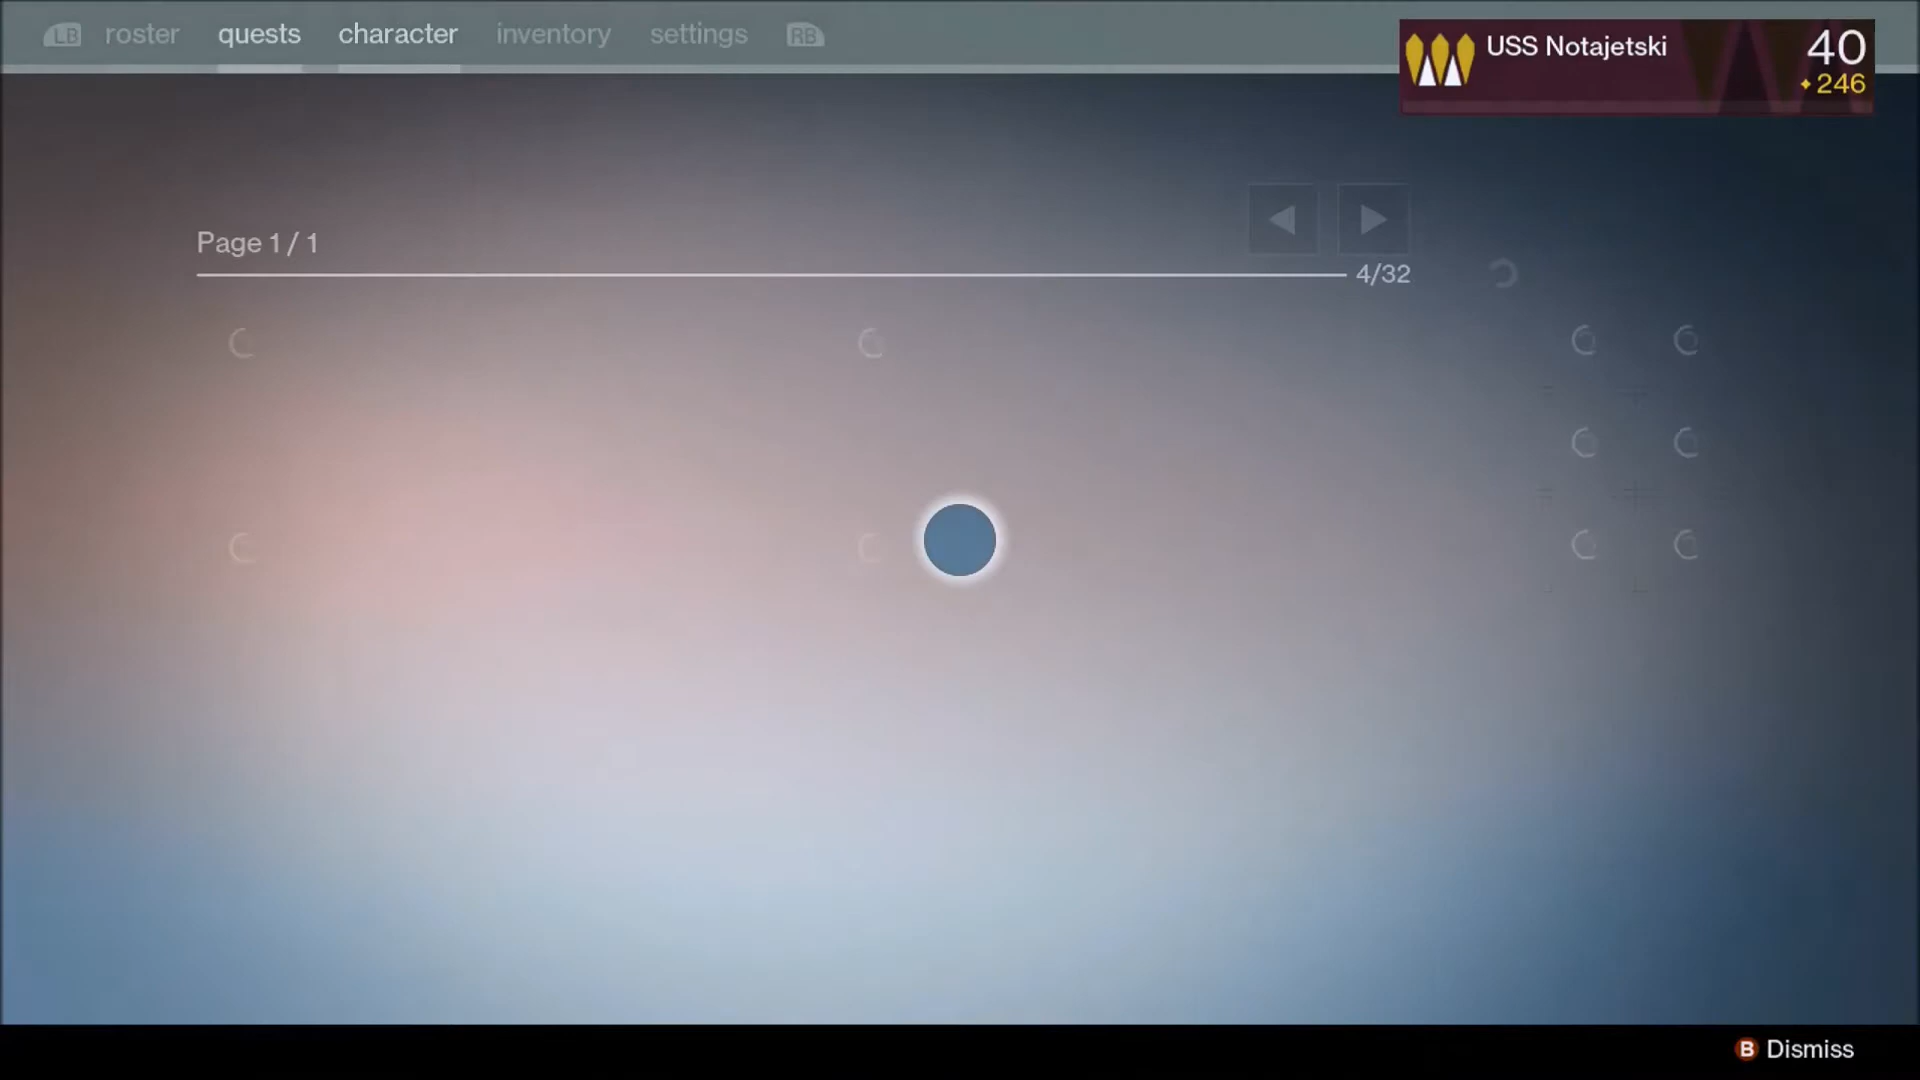 LB roster quests character inventory settings RB
USS Notajetski
40
246
Page 1 / 1
4/32
B Dismiss